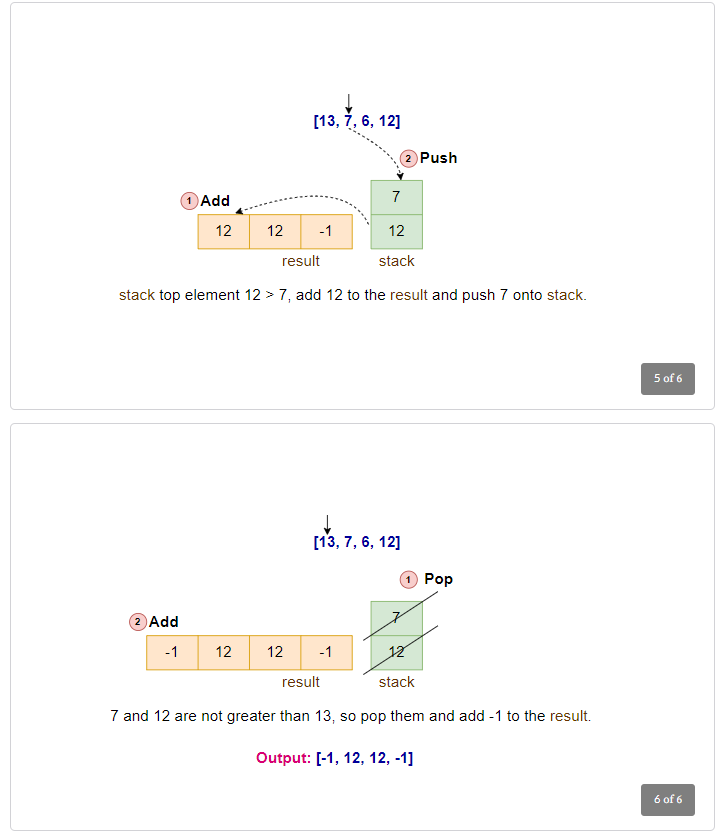 [13, 7, 6, 12]
2 Push
7
1 Add
12 12 -1 12
result stack
stack top element 12 > 7, add 12 to the result and push 7 onto stack.
5 of 6
[13, 7, 6, 12]
1 Pop
7
2 Add
-1 12 12 -1 12
result stack
7 and 12 are not greater than 13, so pop them and add -1 to the result.
Output: [-1, 12, 12, -1]
6 of 6